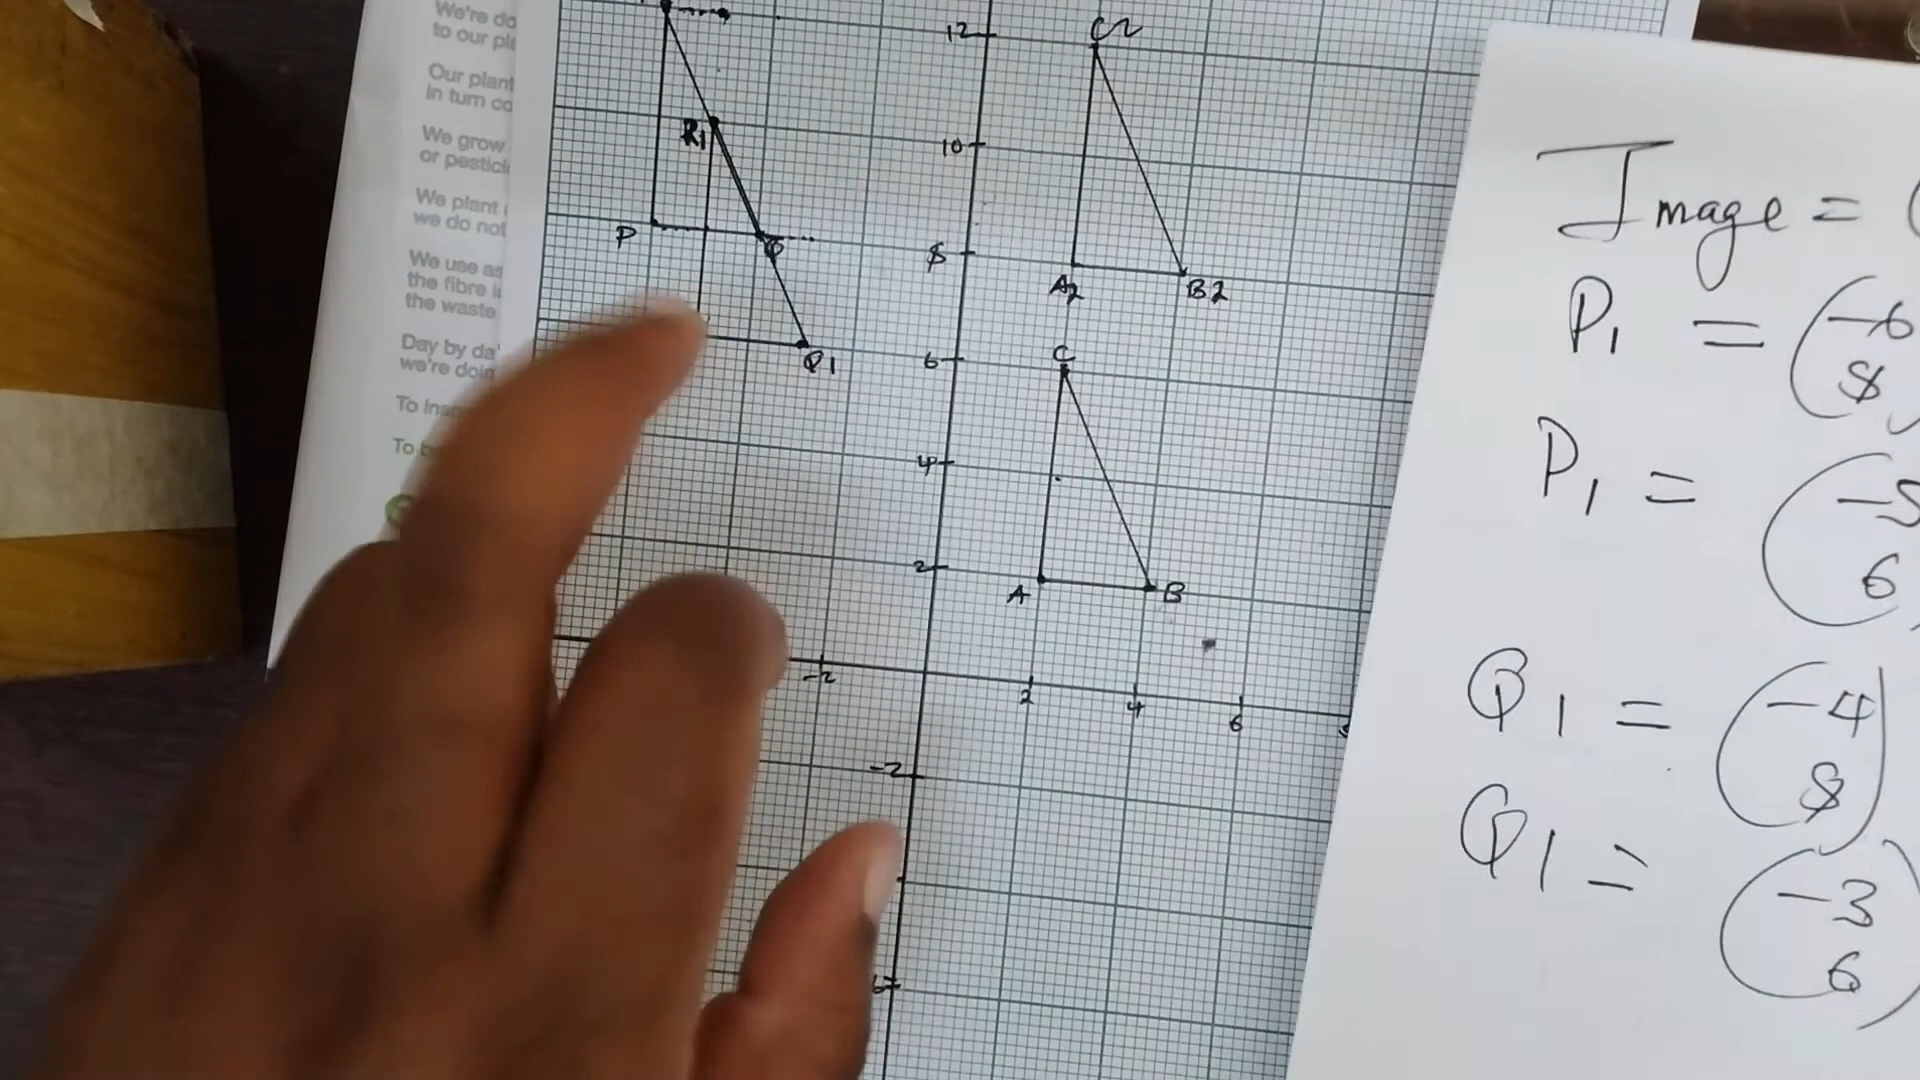 We're do
to our pla
Our plant
in turn co
We grow
or pestici
We plant
we do not
We use as
the fibre i
the waste
Day by da
we're doin
To
To
12
10
8
6
4
2
-2
2
4
6
-2
R1
P
Q
Q1
C2
A2
B2
C
A
B
Image = (
P1 = (-6
8)
P1 = (-5
6)
Q1 = (-4
8)
Q1 = (-3
6)